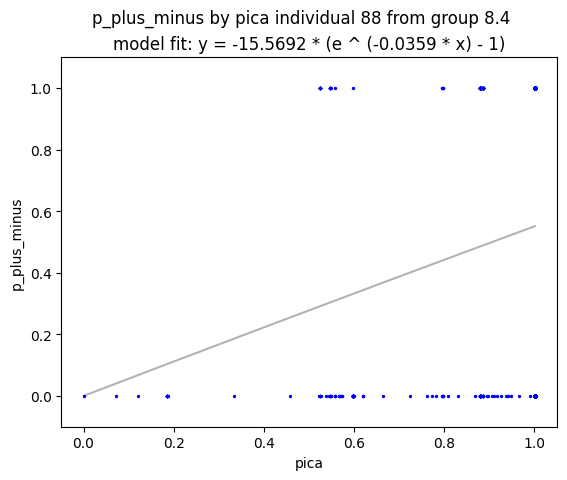 p_plus_minus by pica individual 88 from group 8.4
model fit: y = -15.5692 * (e ^ (-0.0359 * x) - 1)
1.0
0.8
0.6
0.4
0.2
0.0
p_plus_minus
0.0 0.2 0.4 0.6 0.8 1.0
pica